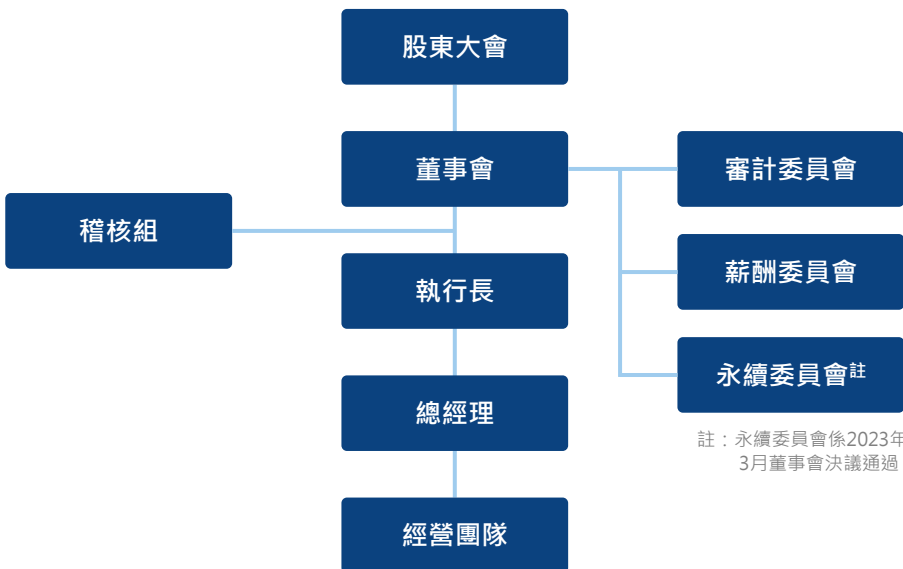 股東大會
董事會
審計委員會
稽核組
薪酬委員會
執行長
永續委員會註
總經理
註：永續委員會係2023年
3月董事會決議通過
經營團隊